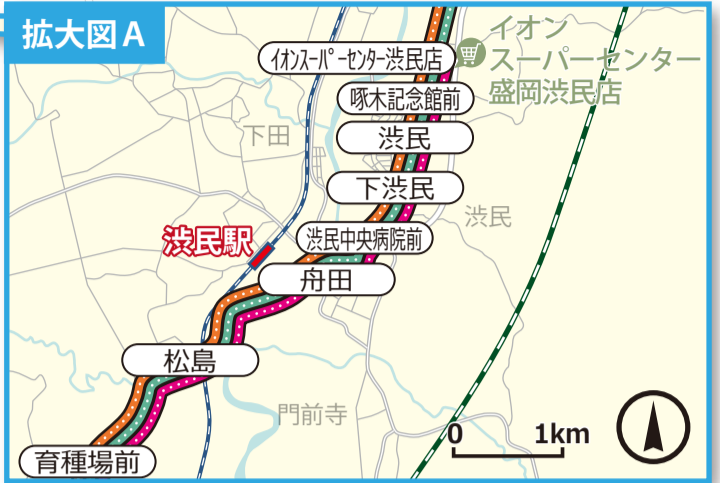 拡大図A
イオンスーパーセンター渋民店
イオン
スーパーセンター
盛岡渋民店
啄木記念館前
下田
渋民
下渋民
渋民
渋民駅
渋民中央病院前
舟田
松島
門前寺
育種場前
0 1km